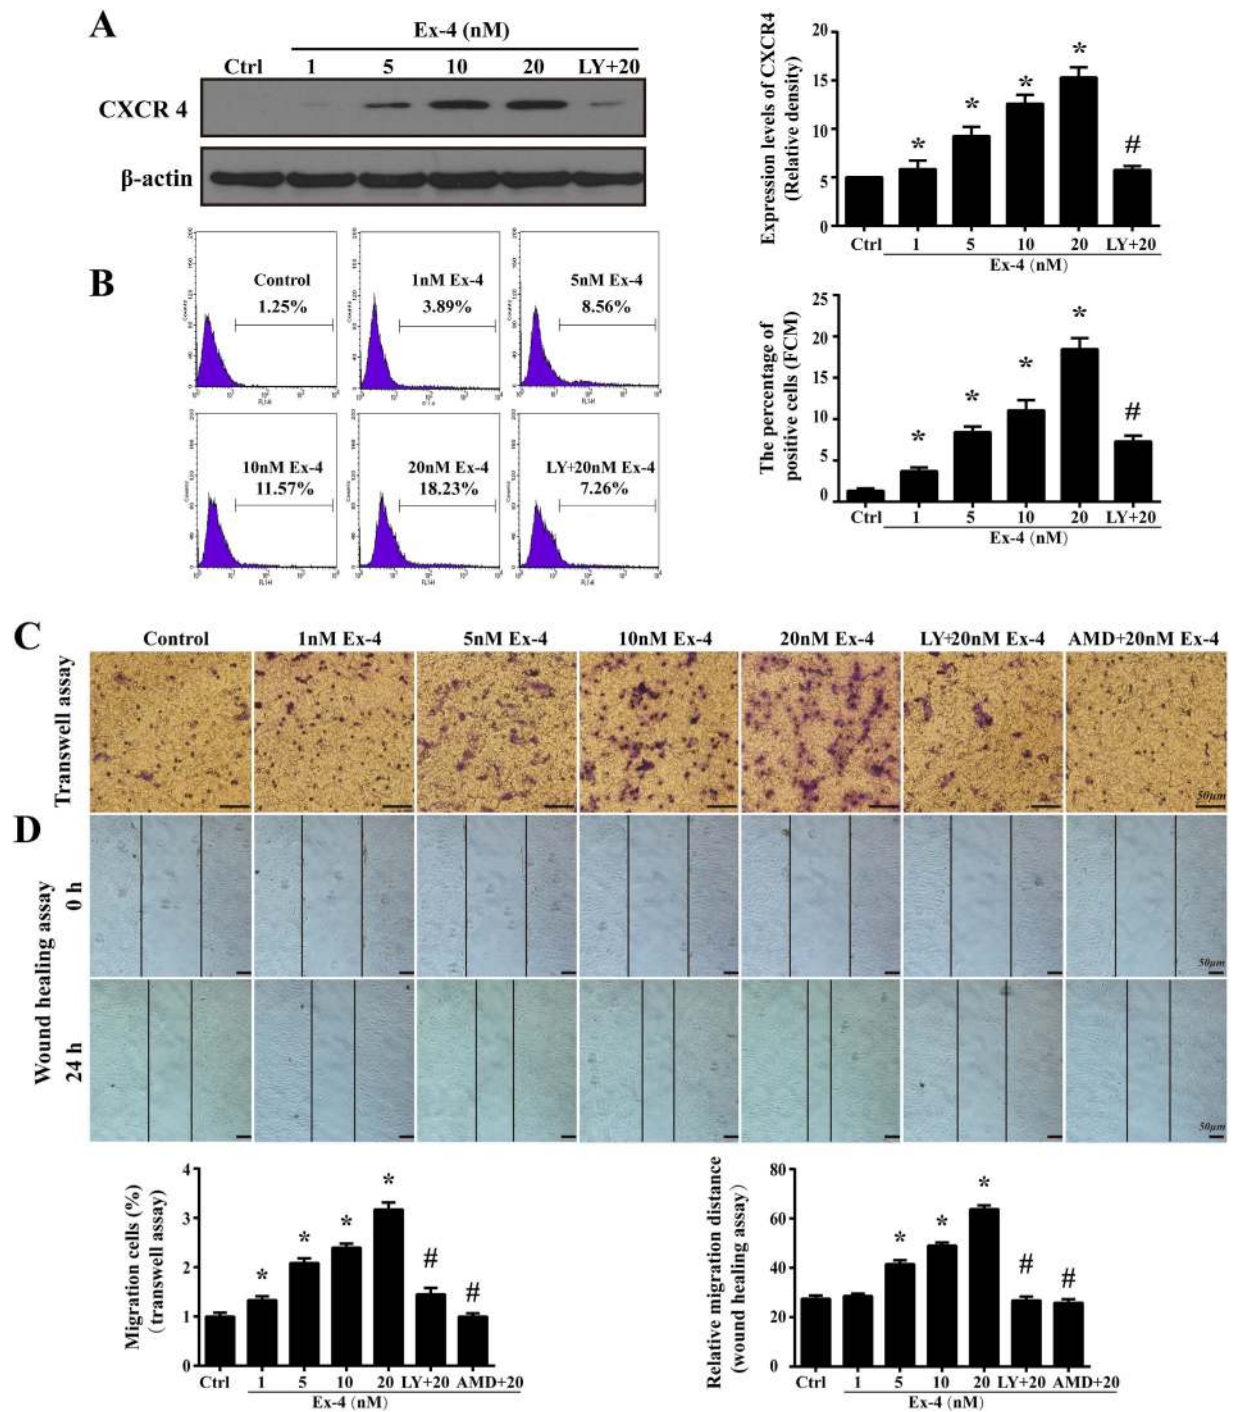 A
Ex-4 (nM)
Ctrl 1 5 10 20 LY+20
CXCR 4
β-actin
Expression levels of CXCR4
(Relative density)
20
15
10
5
0
Ctrl 1 5 10 20 LY+20
Ex-4 (nM)
* * * * #
B
Control
1.25%
1nM Ex-4
3.89%
5nM Ex-4
8.56%
10nM Ex-4
11.57%
20nM Ex-4
18.23%
LY+20nM Ex-4
7.26%
The percentage of
positive cells (FCM)
25
20
15
10
5
0
* * * * #
Ctrl 1 5 10 20 LY+20
Ex-4 (nM)
C
Control 1nM Ex-4 5nM Ex-4 10nM Ex-4 20nM Ex-4 LY+20nM Ex-4 AMD+20nM Ex-4
Transwell assay
50μm
D
Wound healing assay
0 h
50μm
24 h
50μm
Migration cells (%)
(transwell assay)
4
3
2
1
0
* * * * # #
Ctrl 1 5 10 20 LY+20 AMD+20
Ex-4 (nM)
Relative migration distance
(wound healing assay)
80
60
40
20
0
* * * # #
Ctrl 1 5 10 20 LY+20 AMD+20
Ex-4 (nM)